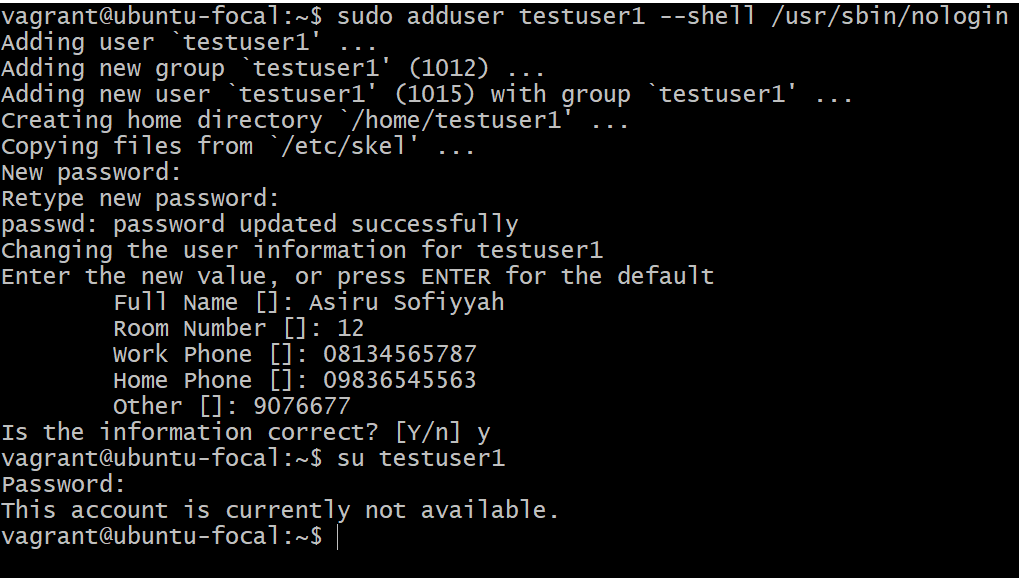 vagrant@ubuntu-focal:~$ sudo adduser testuser1 --shell /usr/sbin/nologin
Adding user `testuser1' ...
Adding new group `testuser1' (1012) ...
Adding new user `testuser1' (1015) with group `testuser1' ...
Creating home directory `/home/testuser1' ...
Copying files from `/etc/skel' ...
New password:
Retype new password:
passwd: password updated successfully
Changing the user information for testuser1
Enter the new value, or press ENTER for the default
        Full Name []: Asiru Sofiyyah
        Room Number []: 12
        Work Phone []: 08134565787
        Home Phone []: 09836545563
        Other []: 9076677
Is the information correct? [Y/n] y
vagrant@ubuntu-focal:~$ su testuser1
Password:
This account is currently not available.
vagrant@ubuntu-focal:~$